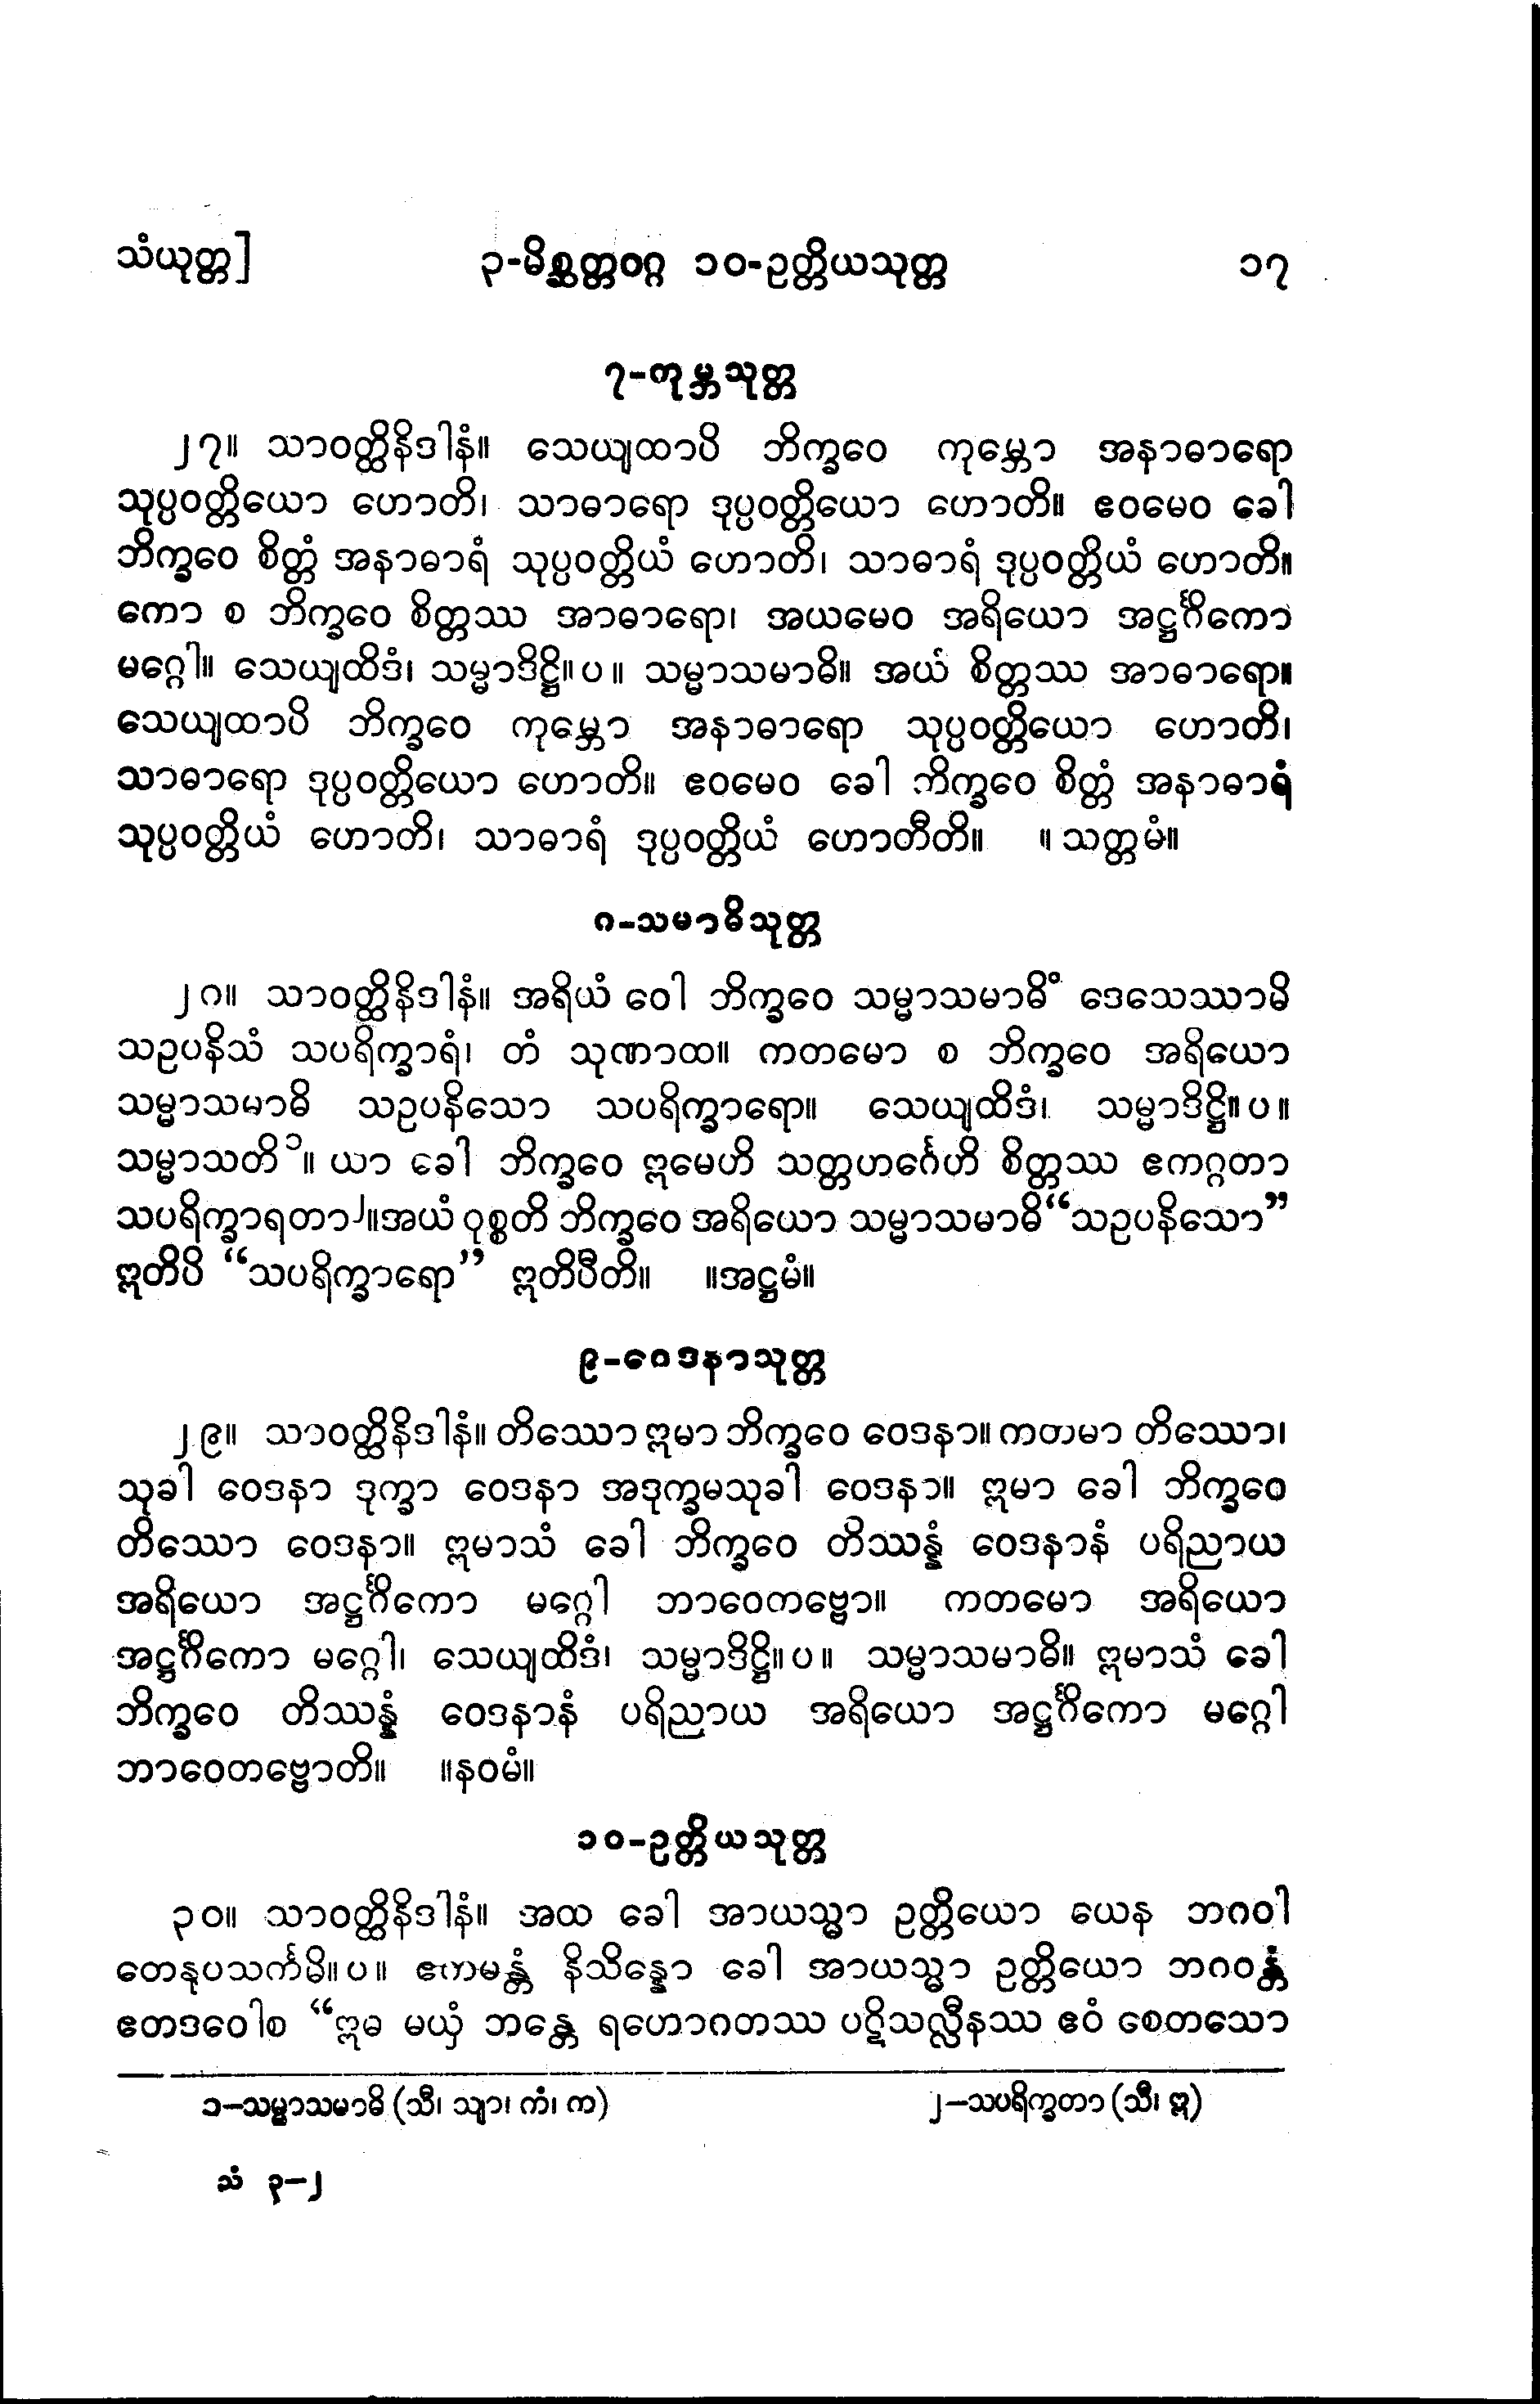 သံယုတ္တ] ၃-မိစ္ဆတ္တဝဂ္ဂ ၁၀-ဥတ္တိယသုတ္တ ၁၇
၇-ကုမ္ဘသုတ္တ
၂၇။ သာဝတ္ထိနိဒါနံ။ သေယျထာပိ ဘိက္ခဝေ ကုမ္ဘော အနာဓာရော
သုပ္ပဝတ္တိယော ဟောတိ၊ သာဓာရော ဒုပ္ပဝတ္တိယော ဟောတိ။ ဧဝမေဝ ခေါ
ဘိက္ခဝေ စိတ္တံ အနာဓာရံ သုပ္ပဝတ္တိယံ ဟောတိ၊ သာဓာရံ ဒုပ္ပဝတ္တိယံ ဟောတိ။
ကော စ ဘိက္ခဝေ စိတ္တဿ အာဓာရော၊ အယမေဝ အရိယော အဋ္ဌင်္ဂိကော
မဂ္ဂေါ။ သေယျထိဒံ၊ သမ္မာဒိဋ္ဌိ။ပ။ သမ္မာသမာဓိ။ အယံ စိတ္တဿ အာဓာရော။
သေယျထာပိ ဘိက္ခဝေ ကုမ္ဘော အနာဓာရော သုပ္ပဝတ္တိယော ဟောတိ၊
သာဓာရော ဒုပ္ပဝတ္တိယော ဟောတိ။ ဧဝမေဝ ခေါ ဘိက္ခဝေ စိတ္တံ အနာဓာရံ
သုပ္ပဝတ္တိယံ ဟောတိ၊ သာဓာရံ ဒုပ္ပဝတ္တိယံ ဟောတီတိ။ ။သတ္တမံ။
၈-သမာဓိသုတ္တ
၂၈။ သာဝတ္ထိနိဒါနံ။ အရိယံ ဝေါ ဘိက္ခဝေ သမ္မာသမာဓိံ ဒေသေဿာမိ
သဥပနိသံ သပရိက္ခာရံ၊ တံ သုဏာထ။ ကတမော စ ဘိက္ခဝေ အရိယော
သမ္မာသမာဓိ သဥပနိသော သပရိက္ခာရော။ သေယျထိဒံ၊ သမ္မာဒိဋ္ဌိ။ပ။
သမ္မာသတိ၁။ ယာ ခေါ ဘိက္ခဝေ ဣမေဟိ သတ္တဟင်္ဂေဟိ စိတ္တဿ ဧကဂ္ဂတာ
သပရိက္ခာရတာ၂။အယံ ဝုစ္စတိ ဘိက္ခဝေ အရိယော သမ္မာသမာဓိ“သဥပနိသော”
ဣတိပိ “သပရိက္ခာရော” ဣတိပီတိ။ ။အဋ္ဌမံ။
၉-ဝေဒနာသုတ္တ
၂၉။ သာဝတ္ထိနိဒါနံ။ တိဿော ဣမာ ဘိက္ခဝေ ဝေဒနာ။ ကတမာ တိဿော၊
သုခါ ဝေဒနာ ဒုက္ခာ ဝေဒနာ အဒုက္ခမသုခါ ဝေဒနာ။ ဣမာ ခေါ ဘိက္ခဝေ
တိဿော ဝေဒနာ။ ဣမာသံ ခေါ ဘိက္ခဝေ တိဿန္နံ ဝေဒနာနံ ပရိညာယ
အရိယော အဋ္ဌင်္ဂိကော မဂ္ဂေါ ဘာဝေတဗ္ဗော။ ကတမော အရိယော
အဋ္ဌင်္ဂိကော မဂ္ဂေါ၊ သေယျထိဒံ၊ သမ္မာဒိဋ္ဌိ။ပ။ သမ္မာသမာဓိ။ ဣမာသံ ခေါ
ဘိက္ခဝေ တိဿန္နံ ဝေဒနာနံ ပရိညာယ အရိယော အဋ္ဌင်္ဂိကော မဂ္ဂေါ
ဘာဝေတဗ္ဗောတိ။ ။နဝမံ။
၁၀-ဥတ္တိယသုတ္တ
၃၀။ သာဝတ္ထိနိဒါနံ။ အထ ခေါ အာယသ္မာ ဥတ္တိယော ယေန ဘဂဝါ
တေနုပသင်္ကမိ။ပ။ ဧကမန္တံ နိသိန္နော ခေါ အာယသ္မာ ဥတ္တိယော ဘဂဝန္တံ
ဧတဒဝေါစ “ဣဓ မယှံ ဘန္တေ ရဟောဂတဿ ပဋိသလ္လီနဿ ဧဝံ စေတသော
၁–သမ္မာသမာဓိ (သီ၊ သျာ၊ ကံ၊ က) ၂–သပရိက္ခတာ (သီ၊ ဣ)
သံ ၃–၂